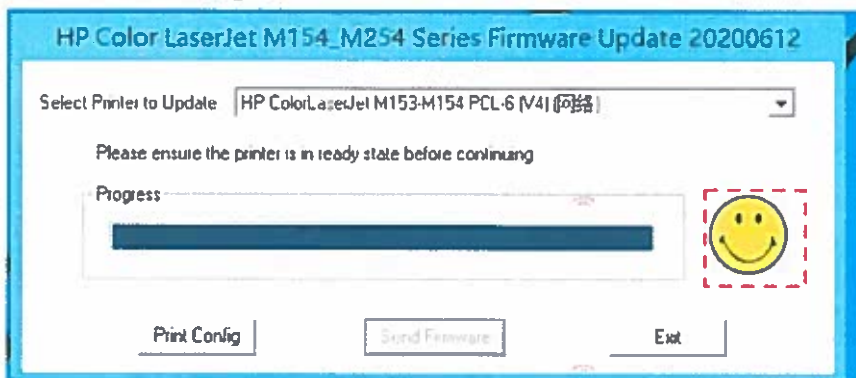 HP Color LaserJet M154_M254 Series Firmware Update 20200612
Select Printer to Update HP ColorLaserJet M153-M154 PCL-6 (V4) (网络)
Please ensure the printer is in ready state before continuing
Progress
Print Config Send Firmware Exit